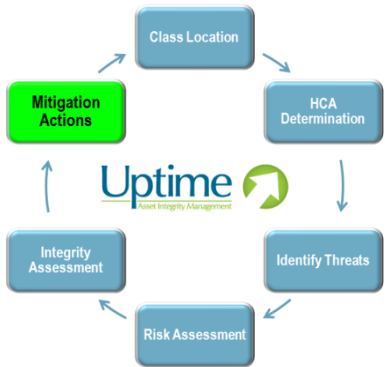 Class Location
HCA
Determination
Identify Threats
Risk Assessment
Integrity
Assessment
Mitigation
Actions
Uptime
Asset Integrity Management